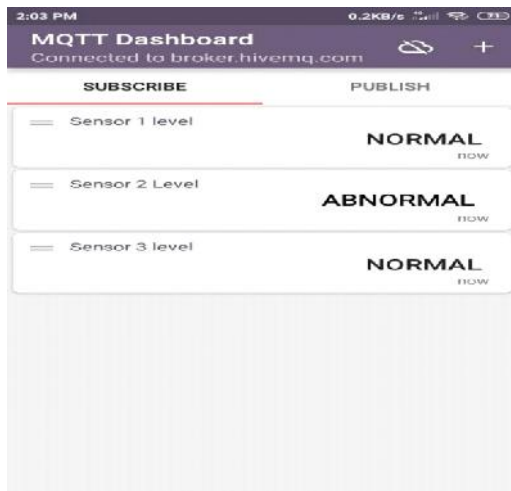 2:03 PM 0.2KB/s
MQTT Dashboard
Connected to broker.hivemq.com
SUBSCRIBE PUBLISH
Sensor 1 level
NORMAL
now
Sensor 2 Level
ABNORMAL
now
Sensor 3 level
NORMAL
now